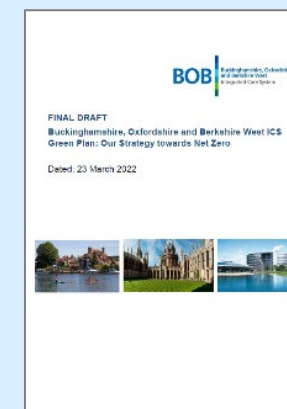 BOB
Buckinghamshire, Oxfordshire
and Berkshire West
Integrated Care System
FINAL DRAFT
Buckinghamshire, Oxfordshire and Berkshire West ICS
Green Plan: Our Strategy towards Net Zero
Dated: 23 March 2022